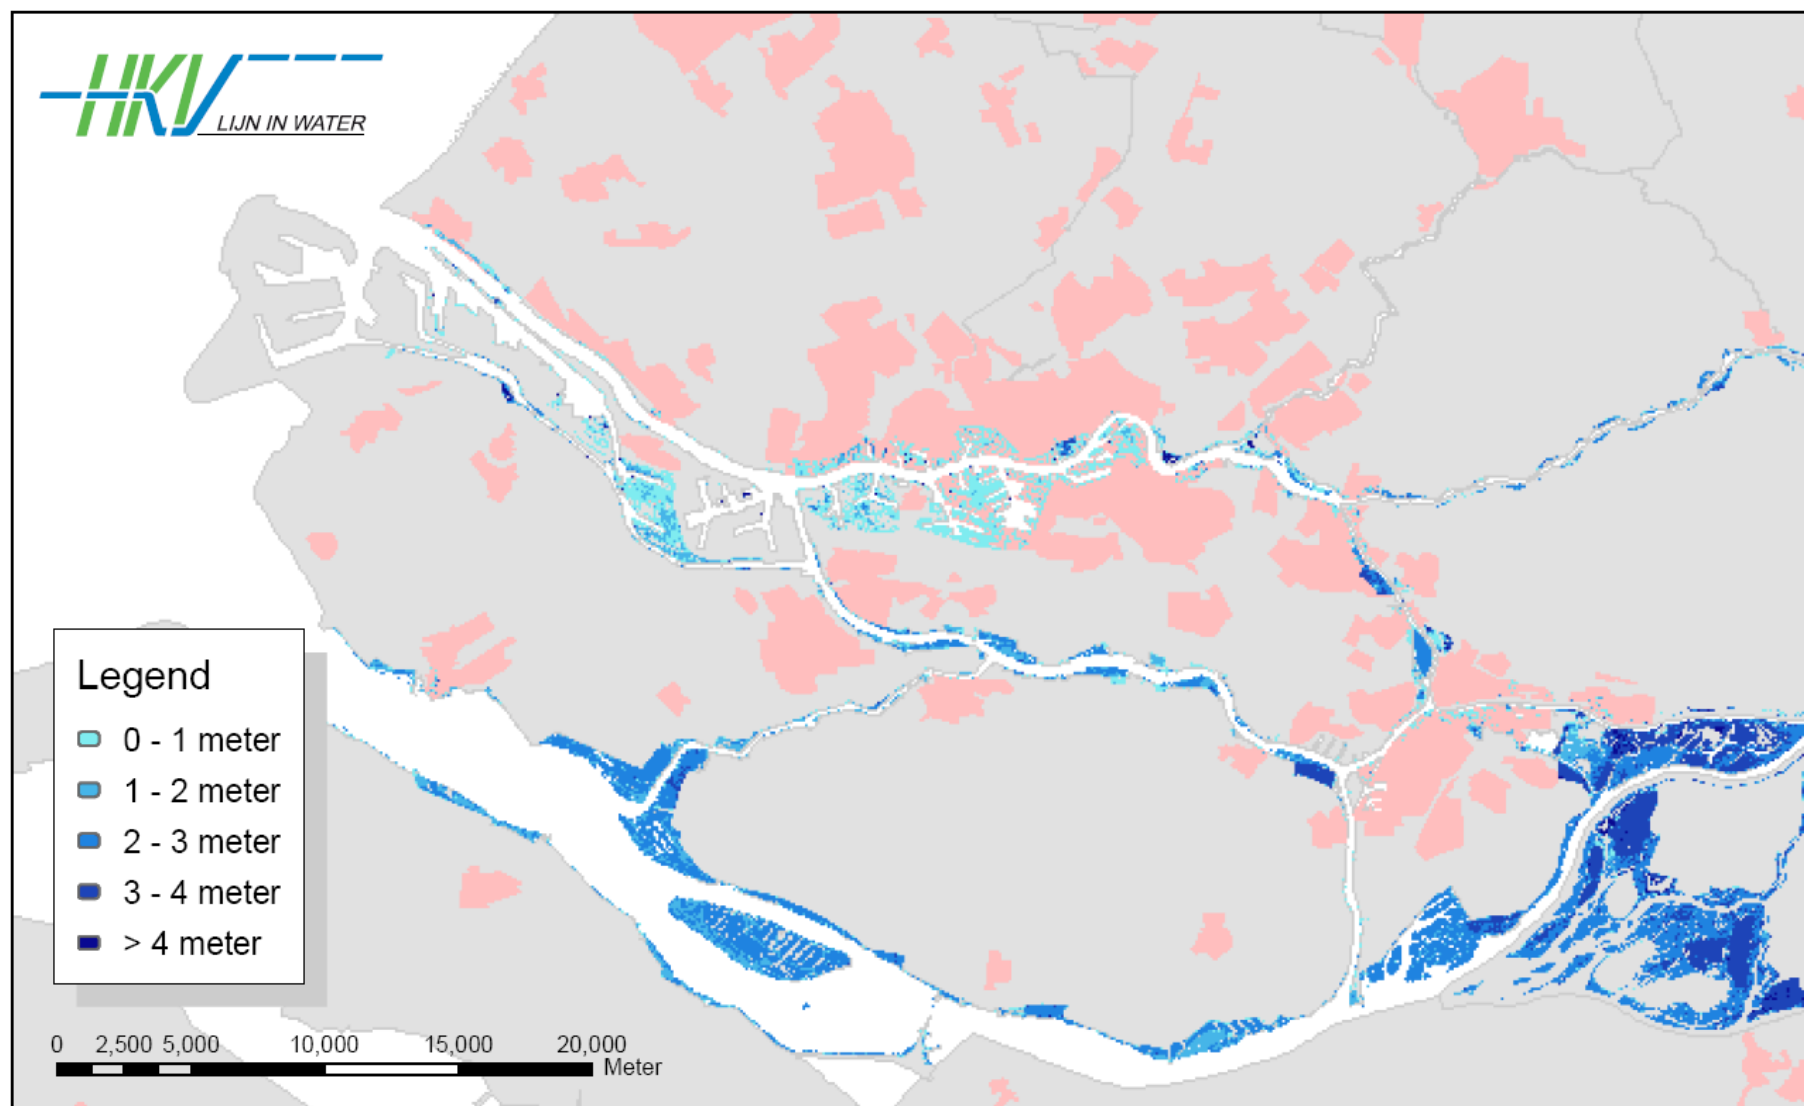 HKV
LIJN IN WATER
Legend
0 - 1 meter
1 - 2 meter
2 - 3 meter
3 - 4 meter
> 4 meter
0 2,500 5,000 10,000 15,000 20,000
Meter